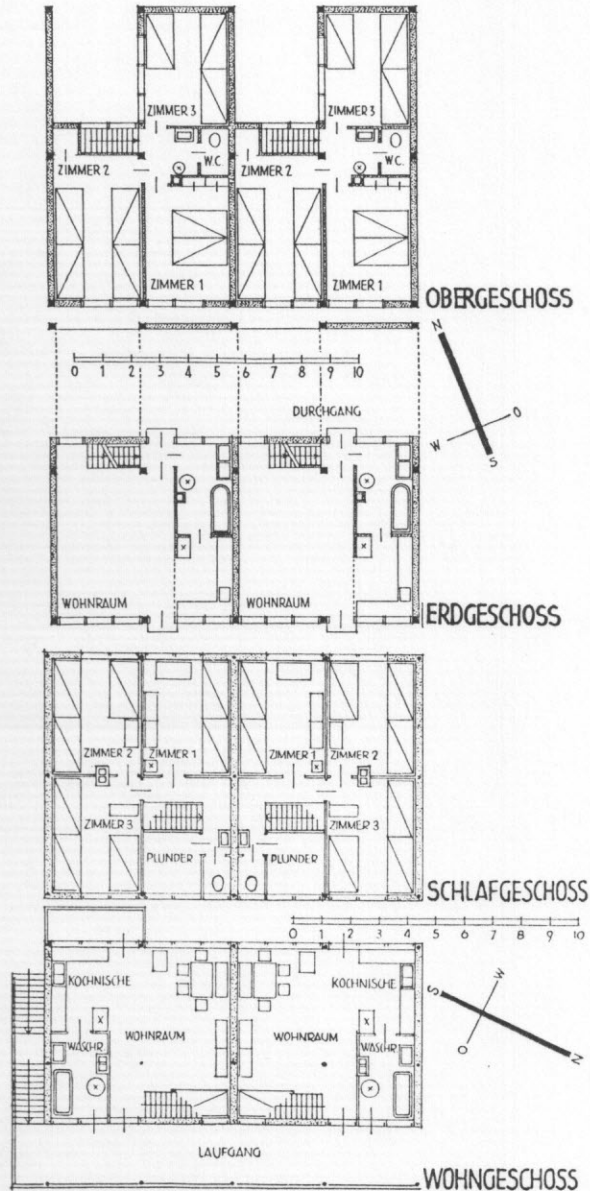 ZIMMER 3 ZIMMER 3
ZIMMER 2 W.C. ZIMMER 2 W.C.
ZIMMER 1 ZIMMER 1
OBERGESCHOSS
0 1 2 3 4 5 6 7 8 9 10
N
W O
S
DURCHGANG
WOHNRAUM WOHNRAUM
ERDGESCHOSS
ZIMMER 2 ZIMMER 1 ZIMMER 1 ZIMMER 2
ZIMMER 3 ZIMMER 3
PLUNDER PLUNDER
SCHLAFGESCHOSS
0 1 2 3 4 5 6 7 8 9 10
KOCHNISCHE KOCHNISCHE
S W
O N
WASCHR. WOHNRAUM WOHNRAUM WASCHR.
LAUFGANG
WOHNGESCHOSS